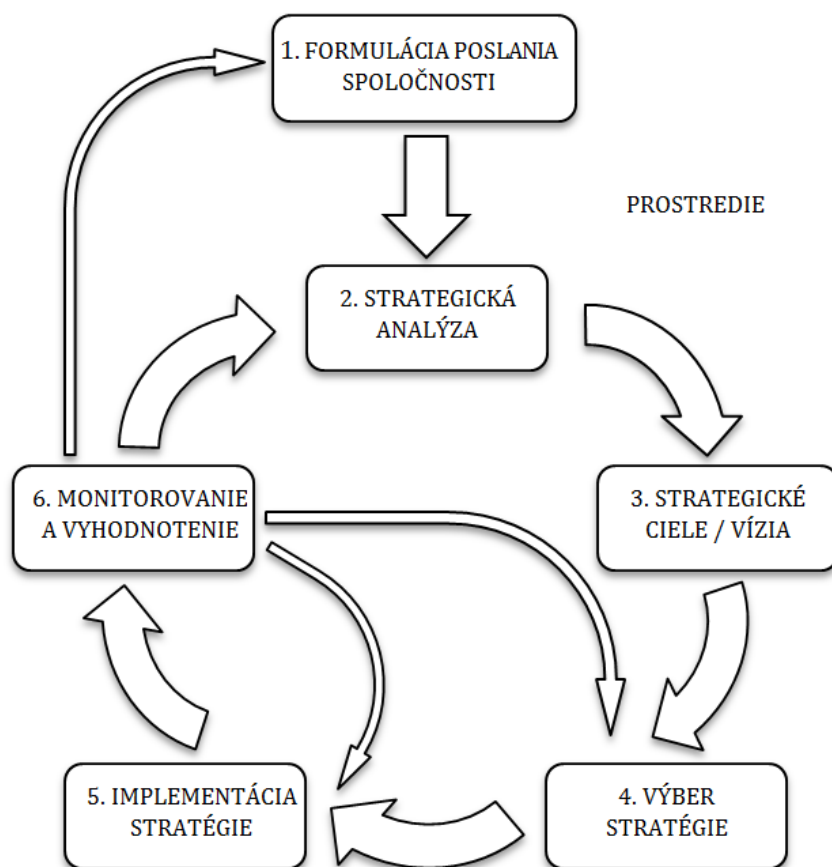 1. FORMULÁCIA POSLANIA
SPOLOČNOSTI
PROSTREDIE
2. STRATEGICKÁ
ANALÝZA
3. STRATEGICKÉ
CIELE / VÍZIA
4. VÝBER
STRATÉGIE
5. IMPLEMENTÁCIA
STRATÉGIE
6. MONITOROVANIE
A VYHODNOTENIE